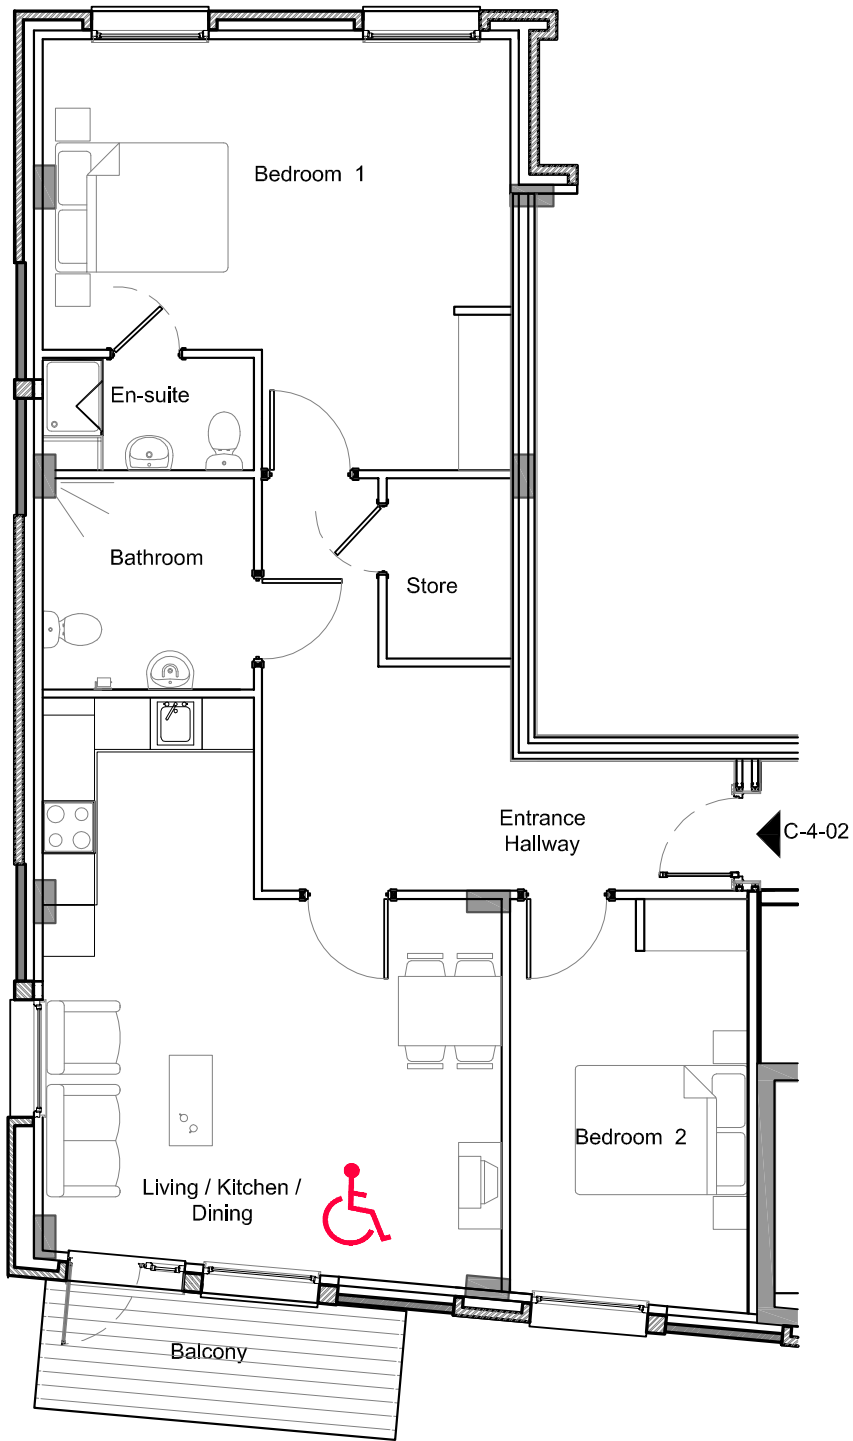 Bedroom 1
En-suite
Bathroom
Store
Entrance
Hallway
C-4-02
Bedroom 2
Living / Kitchen /
Dining
Balcony